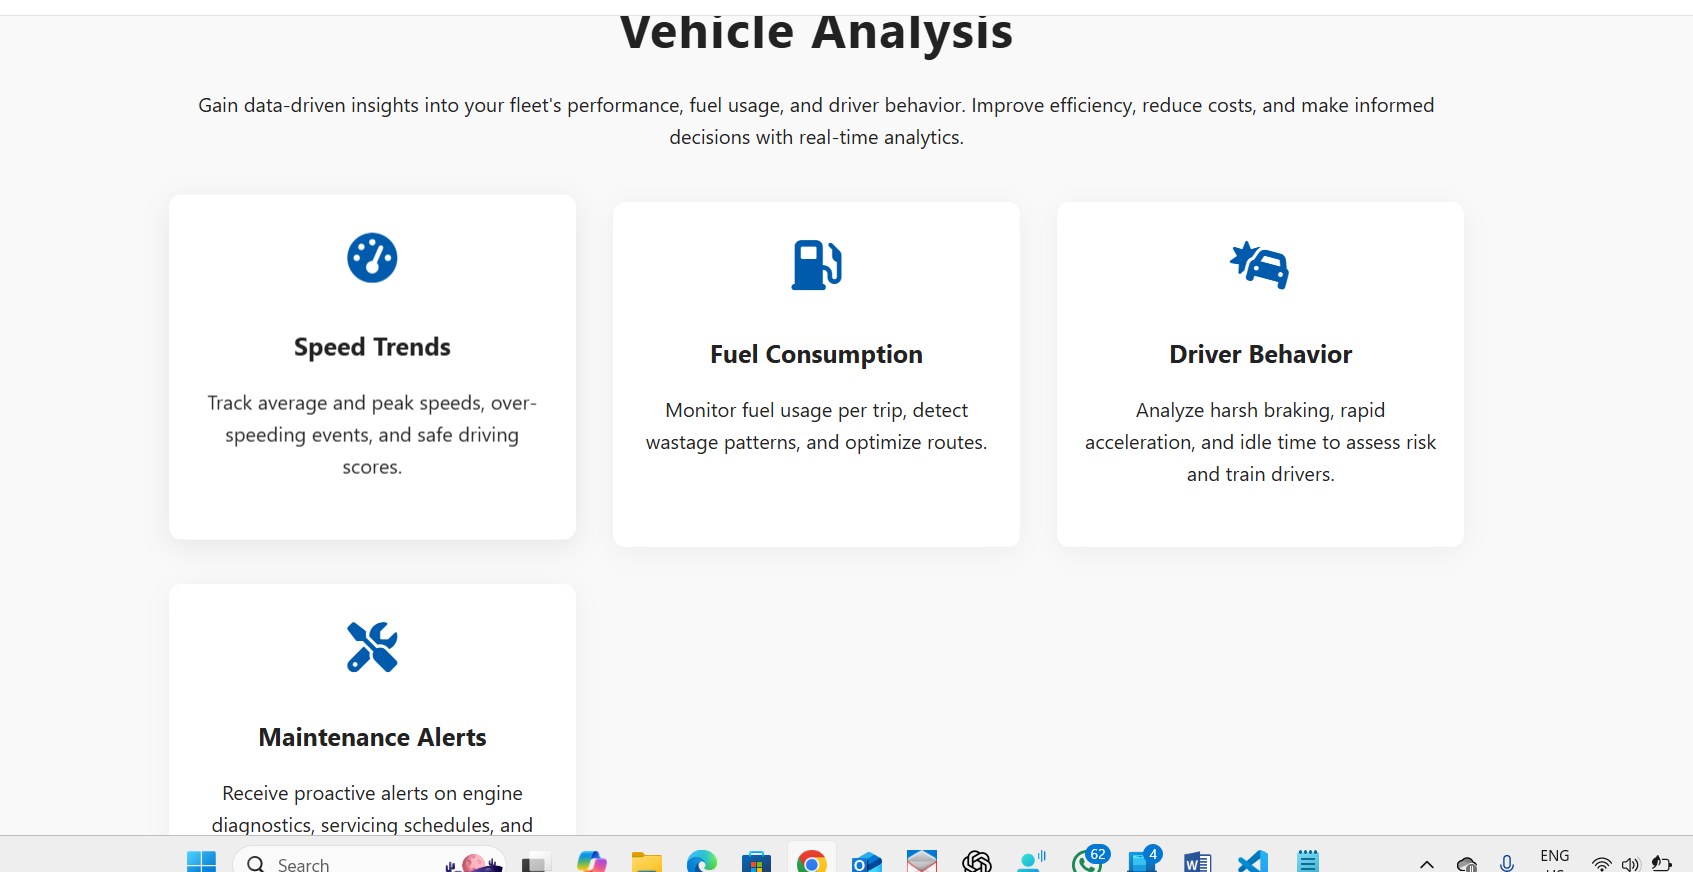 Vehicle Analysis
Gain data-driven insights into your fleet's performance, fuel usage, and driver behavior. Improve efficiency, reduce costs, and make informed
decisions with real-time analytics.
Speed Trends
Track average and peak speeds, over-
speeding events, and safe driving
scores.
Fuel Consumption
Monitor fuel usage per trip, detect
wastage patterns, and optimize routes.
Driver Behavior
Analyze harsh braking, rapid
acceleration, and idle time to assess risk
and train drivers.
Maintenance Alerts
Receive proactive alerts on engine
diagnostics, servicing schedules, and
Search
62
4
ENG